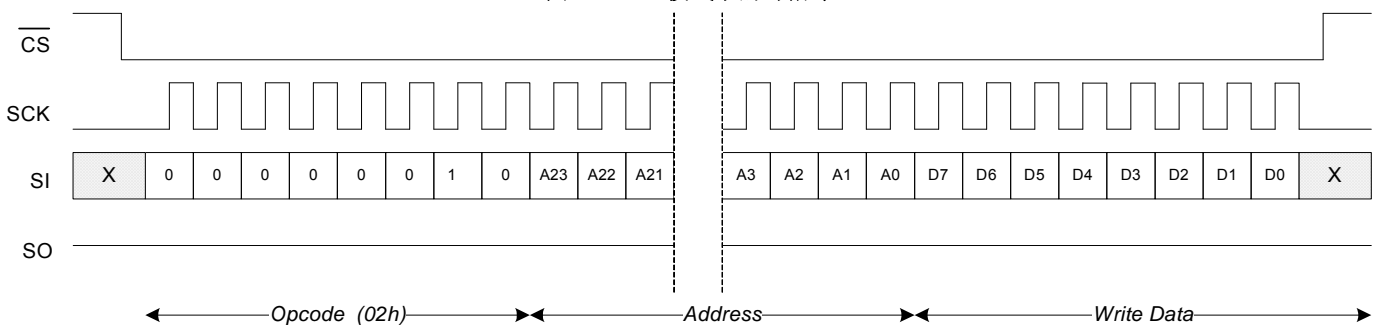 CS
SCK
SI X 0 0 0 0 0 0 1 0 A23 A22 A21 A3 A2 A1 A0 D7 D6 D5 D4 D3 D2 D1 D0 X
SO
Opcode (02h) Address Write Data